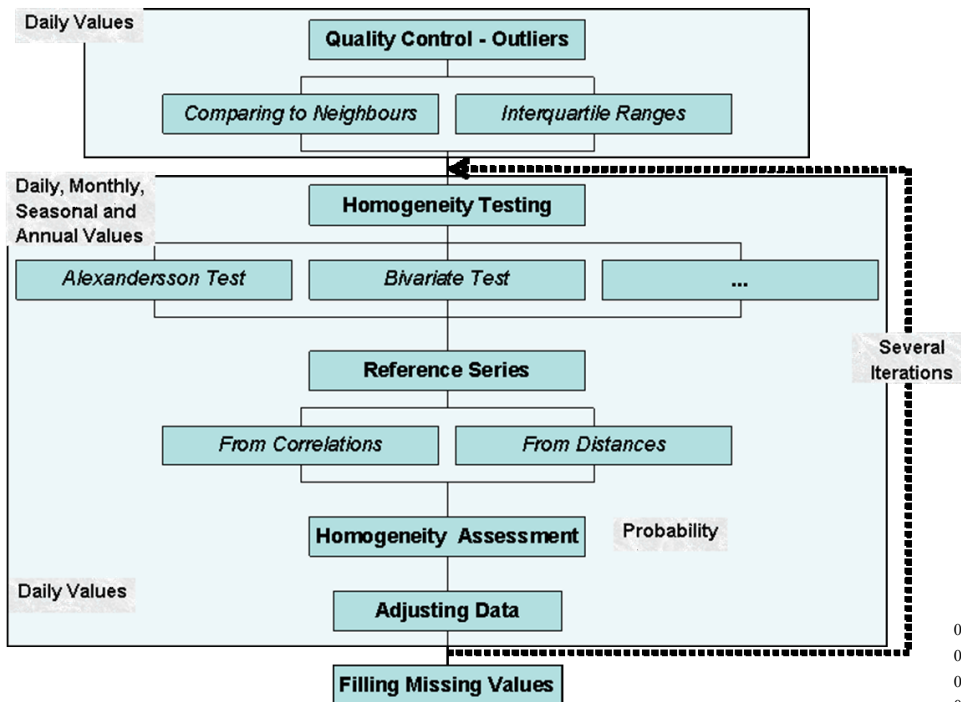 Daily Values
Quality Control - Outliers
Comparing to Neighbours
Interquartile Ranges
Daily, Monthly,
Seasonal and
Annual Values
Homogeneity Testing
Alexandersson Test
Bivariate Test
...
Several
Iterations
Reference Series
From Correlations
From Distances
Homogeneity Assessment
Probability
Daily Values
Adjusting Data
Filling Missing Values
0
0
0